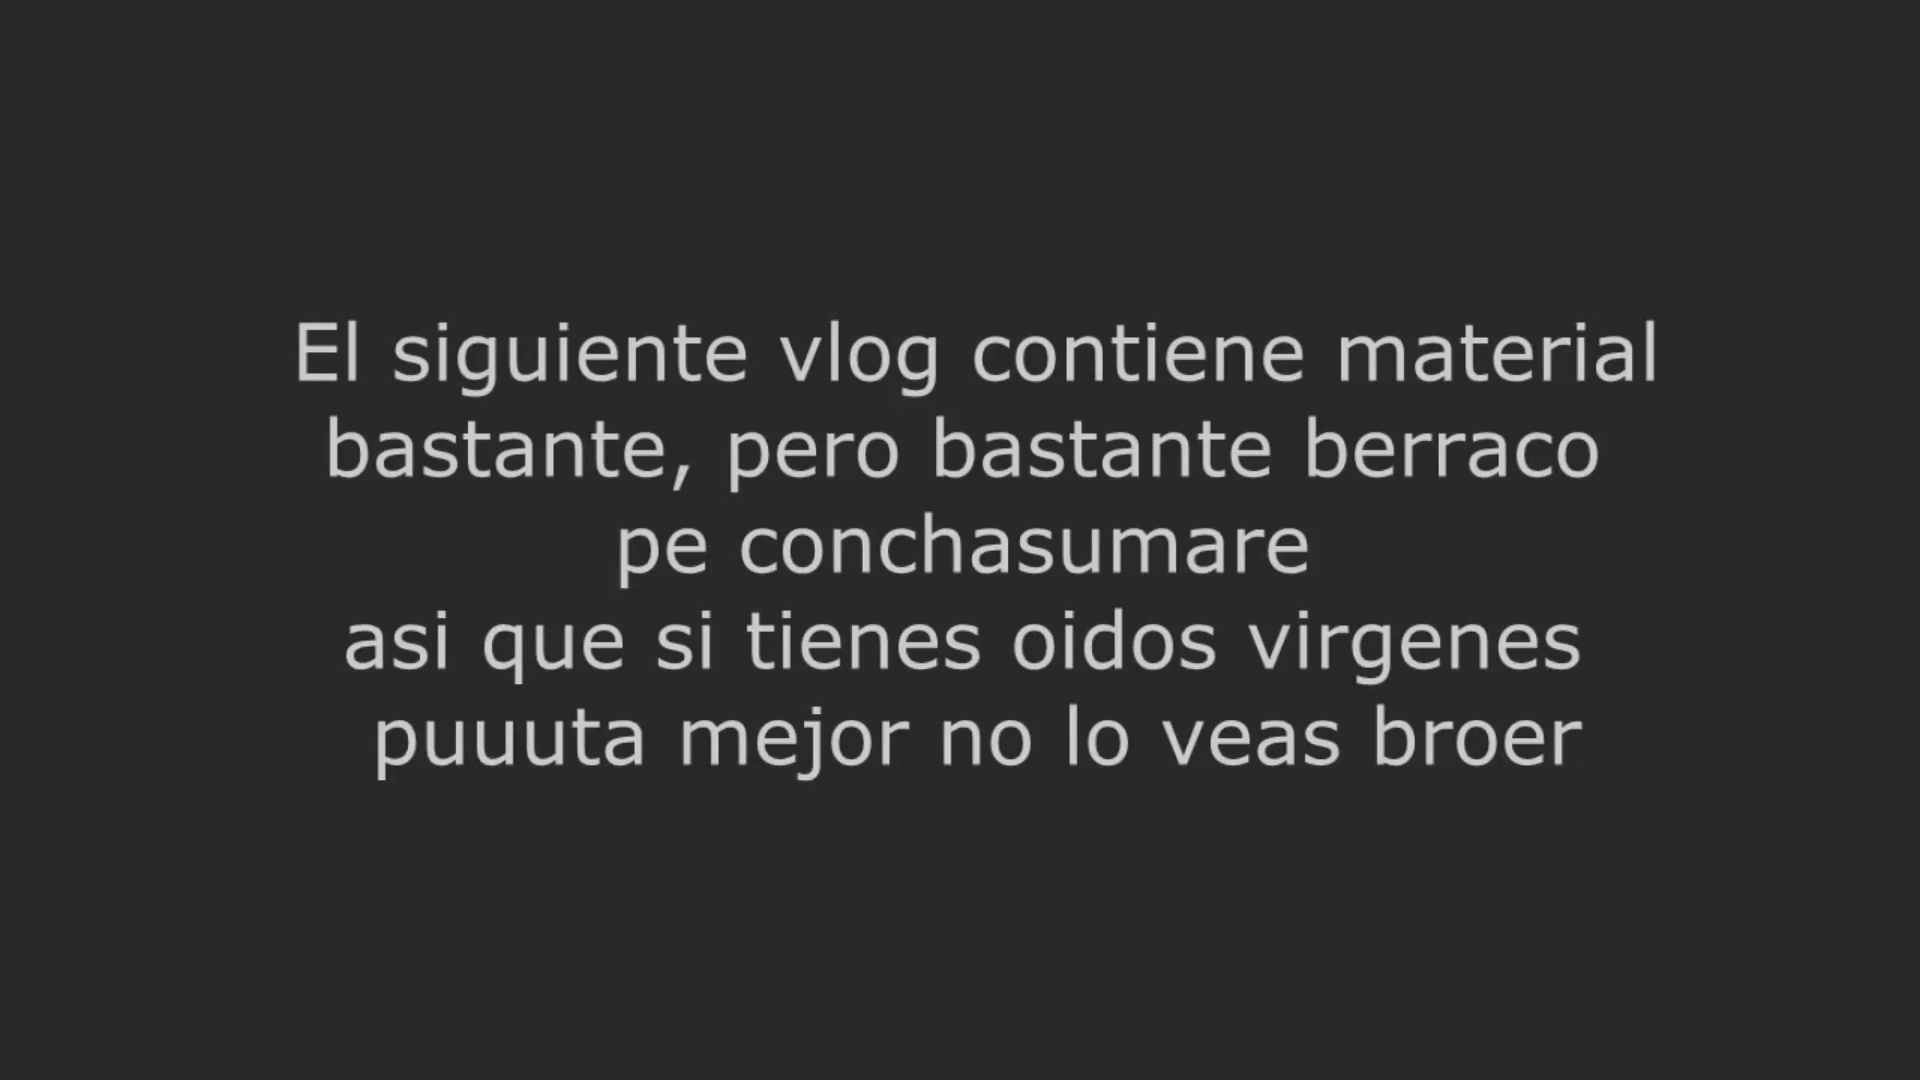 El siguiente vlog contiene material
bastante, pero bastante berraco
pe conchasumare
asi que si tienes oidos virgenes
puuuta mejor no lo veas broer